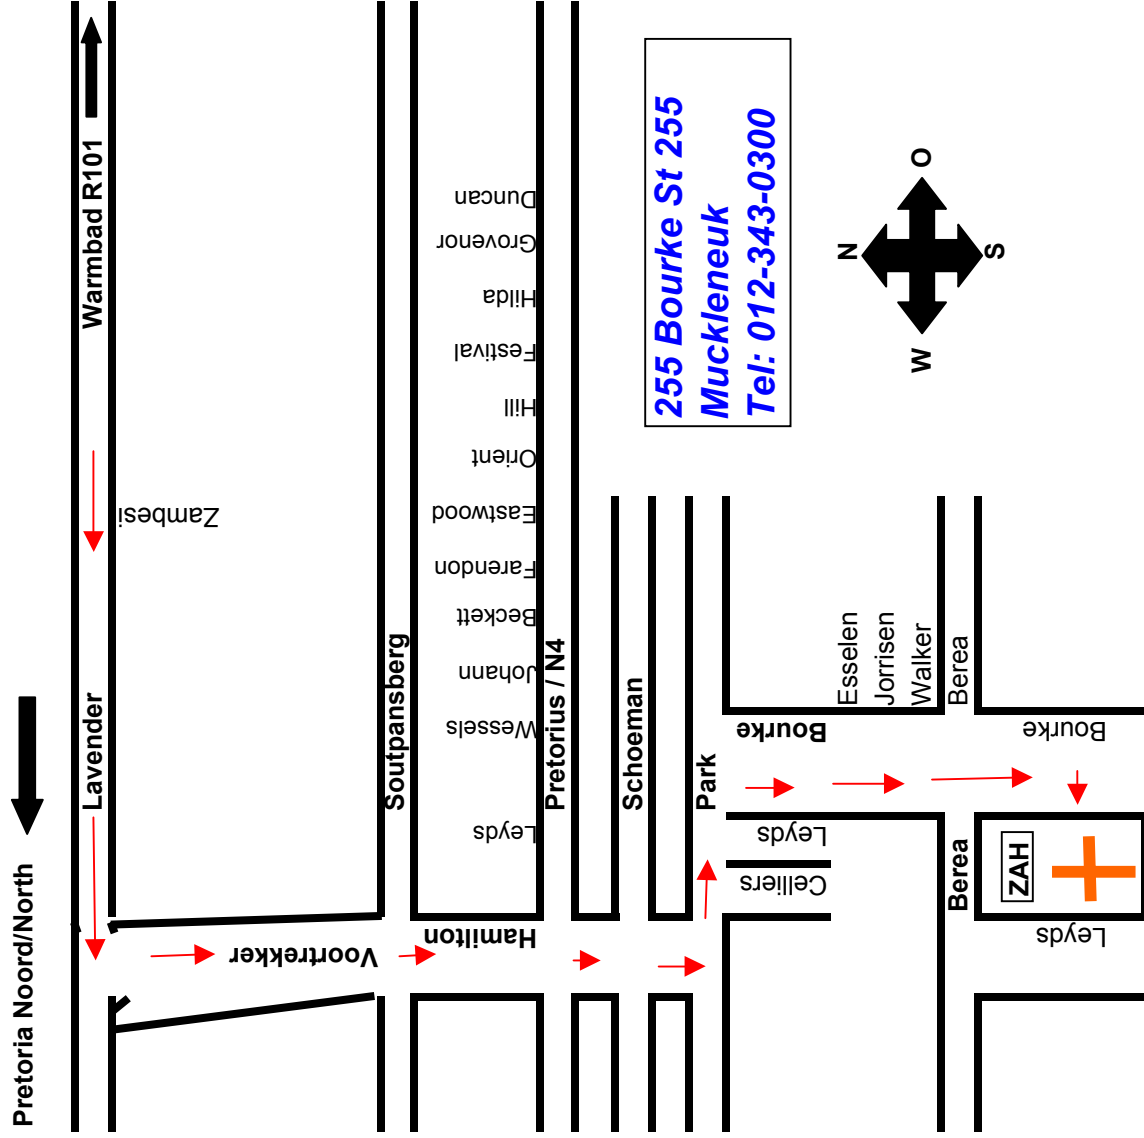 Pretoria Noord/North
Warmbad R101
Lavender
Zambesi
Voortrekker
Soutpansberg
Hamilton
Leyds
Wessels
Johann
Beckett
Farendon
Eastwood
Orient
Hill
Festival
Hilda
Grovenor
Duncan
Pretorius / N4
Schoeman
Park
Bourke
Leyds
Celliers
Esselen
Jorrisen
Walker
Berea
Berea
Bourke
Leyds
ZAH
255 Bourke St 255
Muckleneuk
Tel: 012-343-0300
N
O
S
W